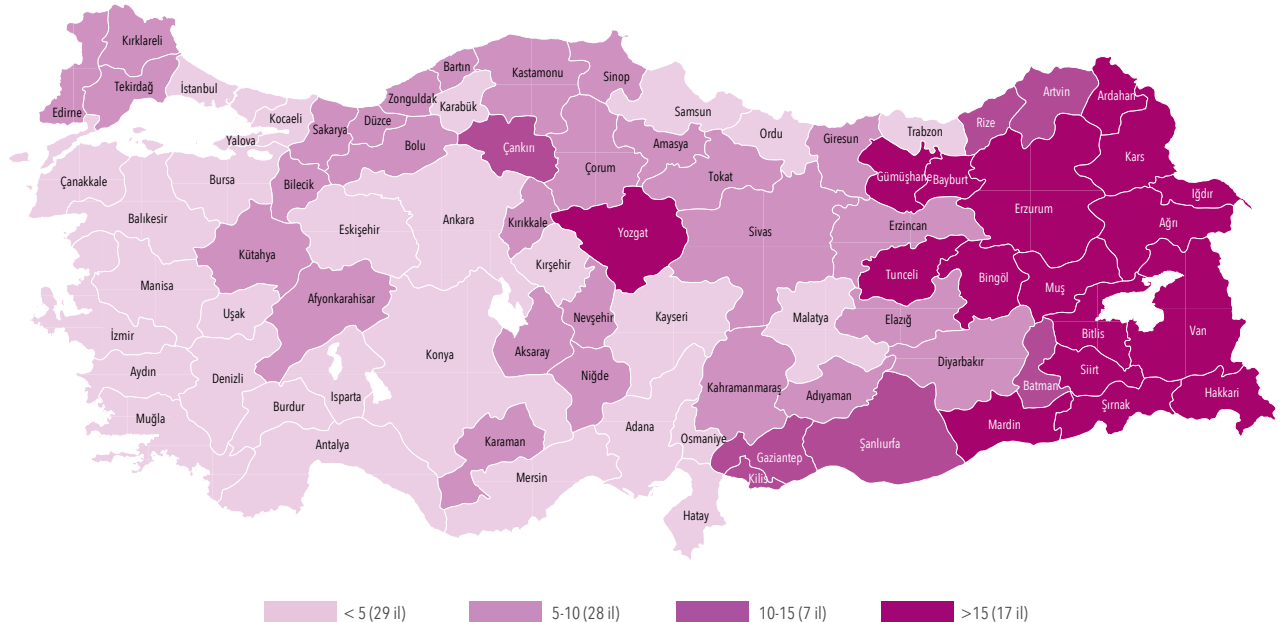 Kırklareli
Tekirdağ
Edirne
İstanbul
Kocaeli
Yalova
Sakarya
Düzce
Zonguldak
Bartın
Karabük
Kastamonu
Sinop
Samsun
Ordu
Giresun
Trabzon
Rize
Artvin
Ardahan
Kars
Iğdır
Ağrı
Çanakkale
Balıkesir
Bursa
Bilecik
Bolu
Çankırı
Çorum
Amasya
Tokat
Gümüşhane
Bayburt
Erzurum
Erzincan
Eskişehir
Ankara
Kırıkkale
Yozgat
Sivas
Kütahya
Kırşehir
Tunceli
Bingöl
Muş
Manisa
Afyonkarahisar
Uşak
Nevşehir
Kayseri
Malatya
Elazığ
Bitlis
Van
İzmir
Aydın
Denizli
Konya
Aksaray
Niğde
Kahramanmaraş
Adıyaman
Diyarbakır
Batman
Siirt
Şırnak
Hakkari
Muğla
Burdur
Isparta
Antalya
Karaman
Mersin
Adana
Osmaniye
Gaziantep
Kilis
Şanlıurfa
Mardin
Hatay
< 5 (29 il)
5-10 (28 il)
10-15 (7 il)
>15 (17 il)